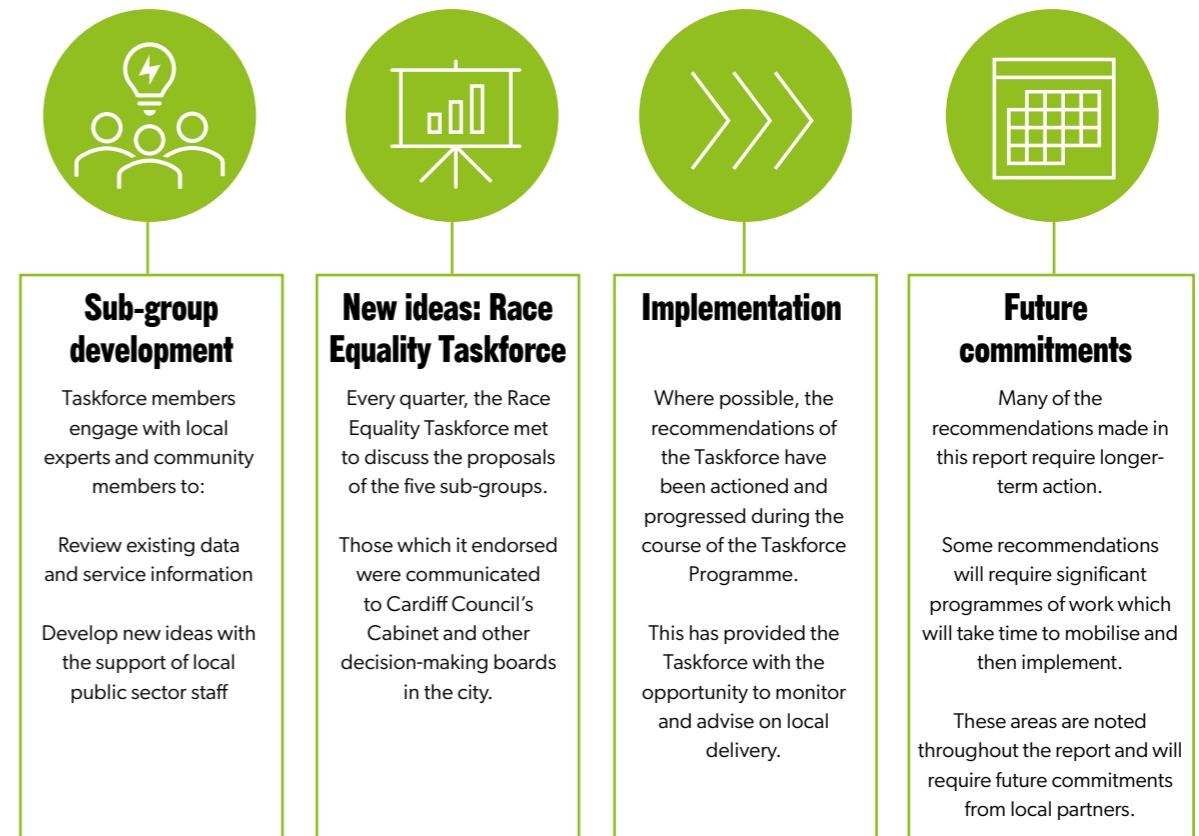 Sub-group
development
Taskforce members
engage with local
experts and community
members to:
Review existing data
and service information
Develop new ideas with
the support of local
public sector staff
New ideas: Race
Equality Taskforce
Every quarter, the Race
Equality Taskforce met
to discuss the proposals
of the five sub-groups.
Those which it endorsed
were communicated
to Cardiff Council's
Cabinet and other
decision-making boards
in the city.
Implementation
Where possible, the
recommendations of
the Taskforce have
been actioned and
progressed during the
course of the Taskforce
Programme.
This has provided the
Taskforce with the
opportunity to monitor
and advise on local
delivery.
Future
commitments
Many of the
recommendations made in
this report require longer-
term action.
Some recommendations
will require significant
programmes of work which
will take time to mobilise and
then implement.
These areas are noted
throughout the report and will
require future commitments
from local partners.